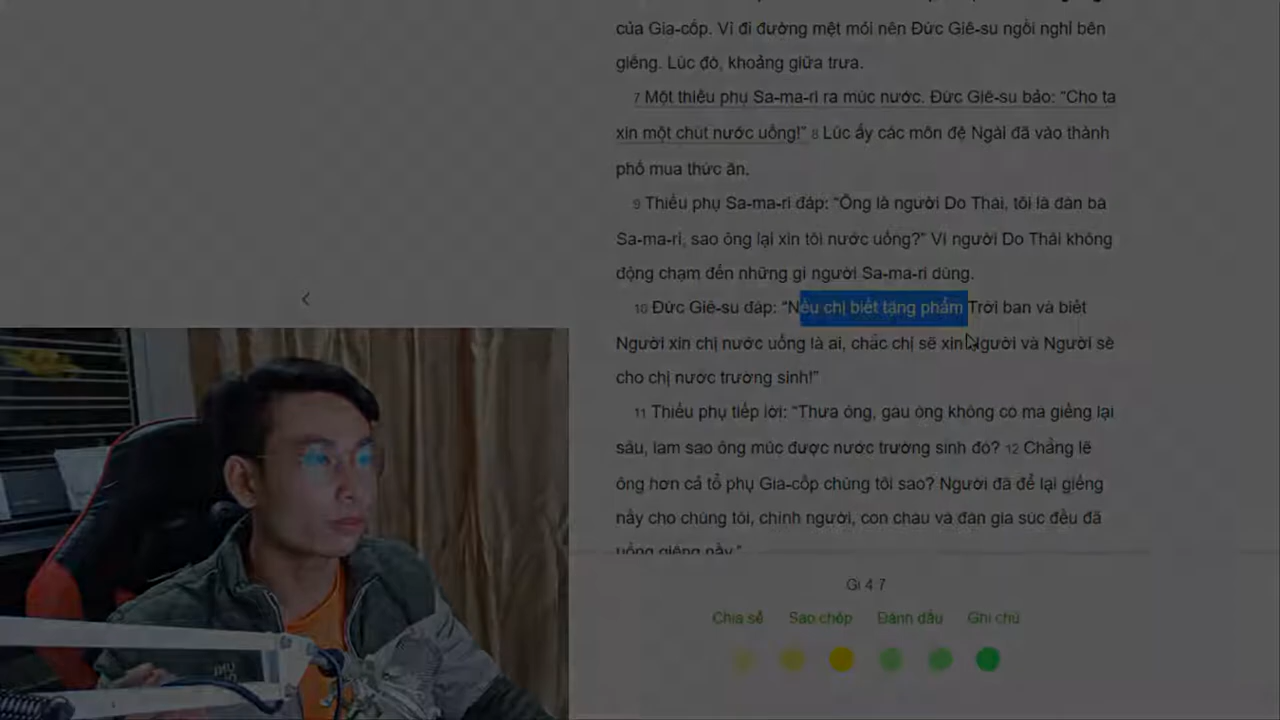 của Gia-cốp. Vì đi đường mệt mỏi nên Đức Giê-su ngồi nghỉ bên
giếng. Lúc đó, khoảng giữa trưa.
7 Một thiếu phụ Sa-ma-ri ra múc nước. Đức Giê-su bảo: “Cho ta
xin một chút nước uống!” 8 Lúc ấy các môn đệ Ngài đã vào thành
phố mua thức ăn.
9 Thiếu phụ Sa-ma-ri đáp: “Ông là người Do Thái, tôi là đàn bà
Sa-ma-ri, sao ông lại xin tôi nước uống?” Vì người Do Thái không
động chạm đến những gì người Sa-ma-ri dùng.
10 Đức Giê-su đáp: “Nếu chị biết tặng phẩm Trời ban và biết
Người xin chị nước uống là ai, chắc chị sẽ xin Người và Người sẽ
cho chị nước trường sinh!”
11 Thiếu phụ tiếp lời: “Thưa ông, gàu ông không có mà giếng lại
sâu, làm sao ông múc được nước trường sinh đó? 12 Chẳng lẽ
ông hơn cả tổ phụ Gia-cốp chúng tôi sao? Người đã để lại giếng
nầy cho chúng tôi, chính người, con cháu và đàn gia súc đều đã
uống giếng nầy.”
Gi 4 7
Chia sẻ Sao chép Đánh dấu Ghi chú